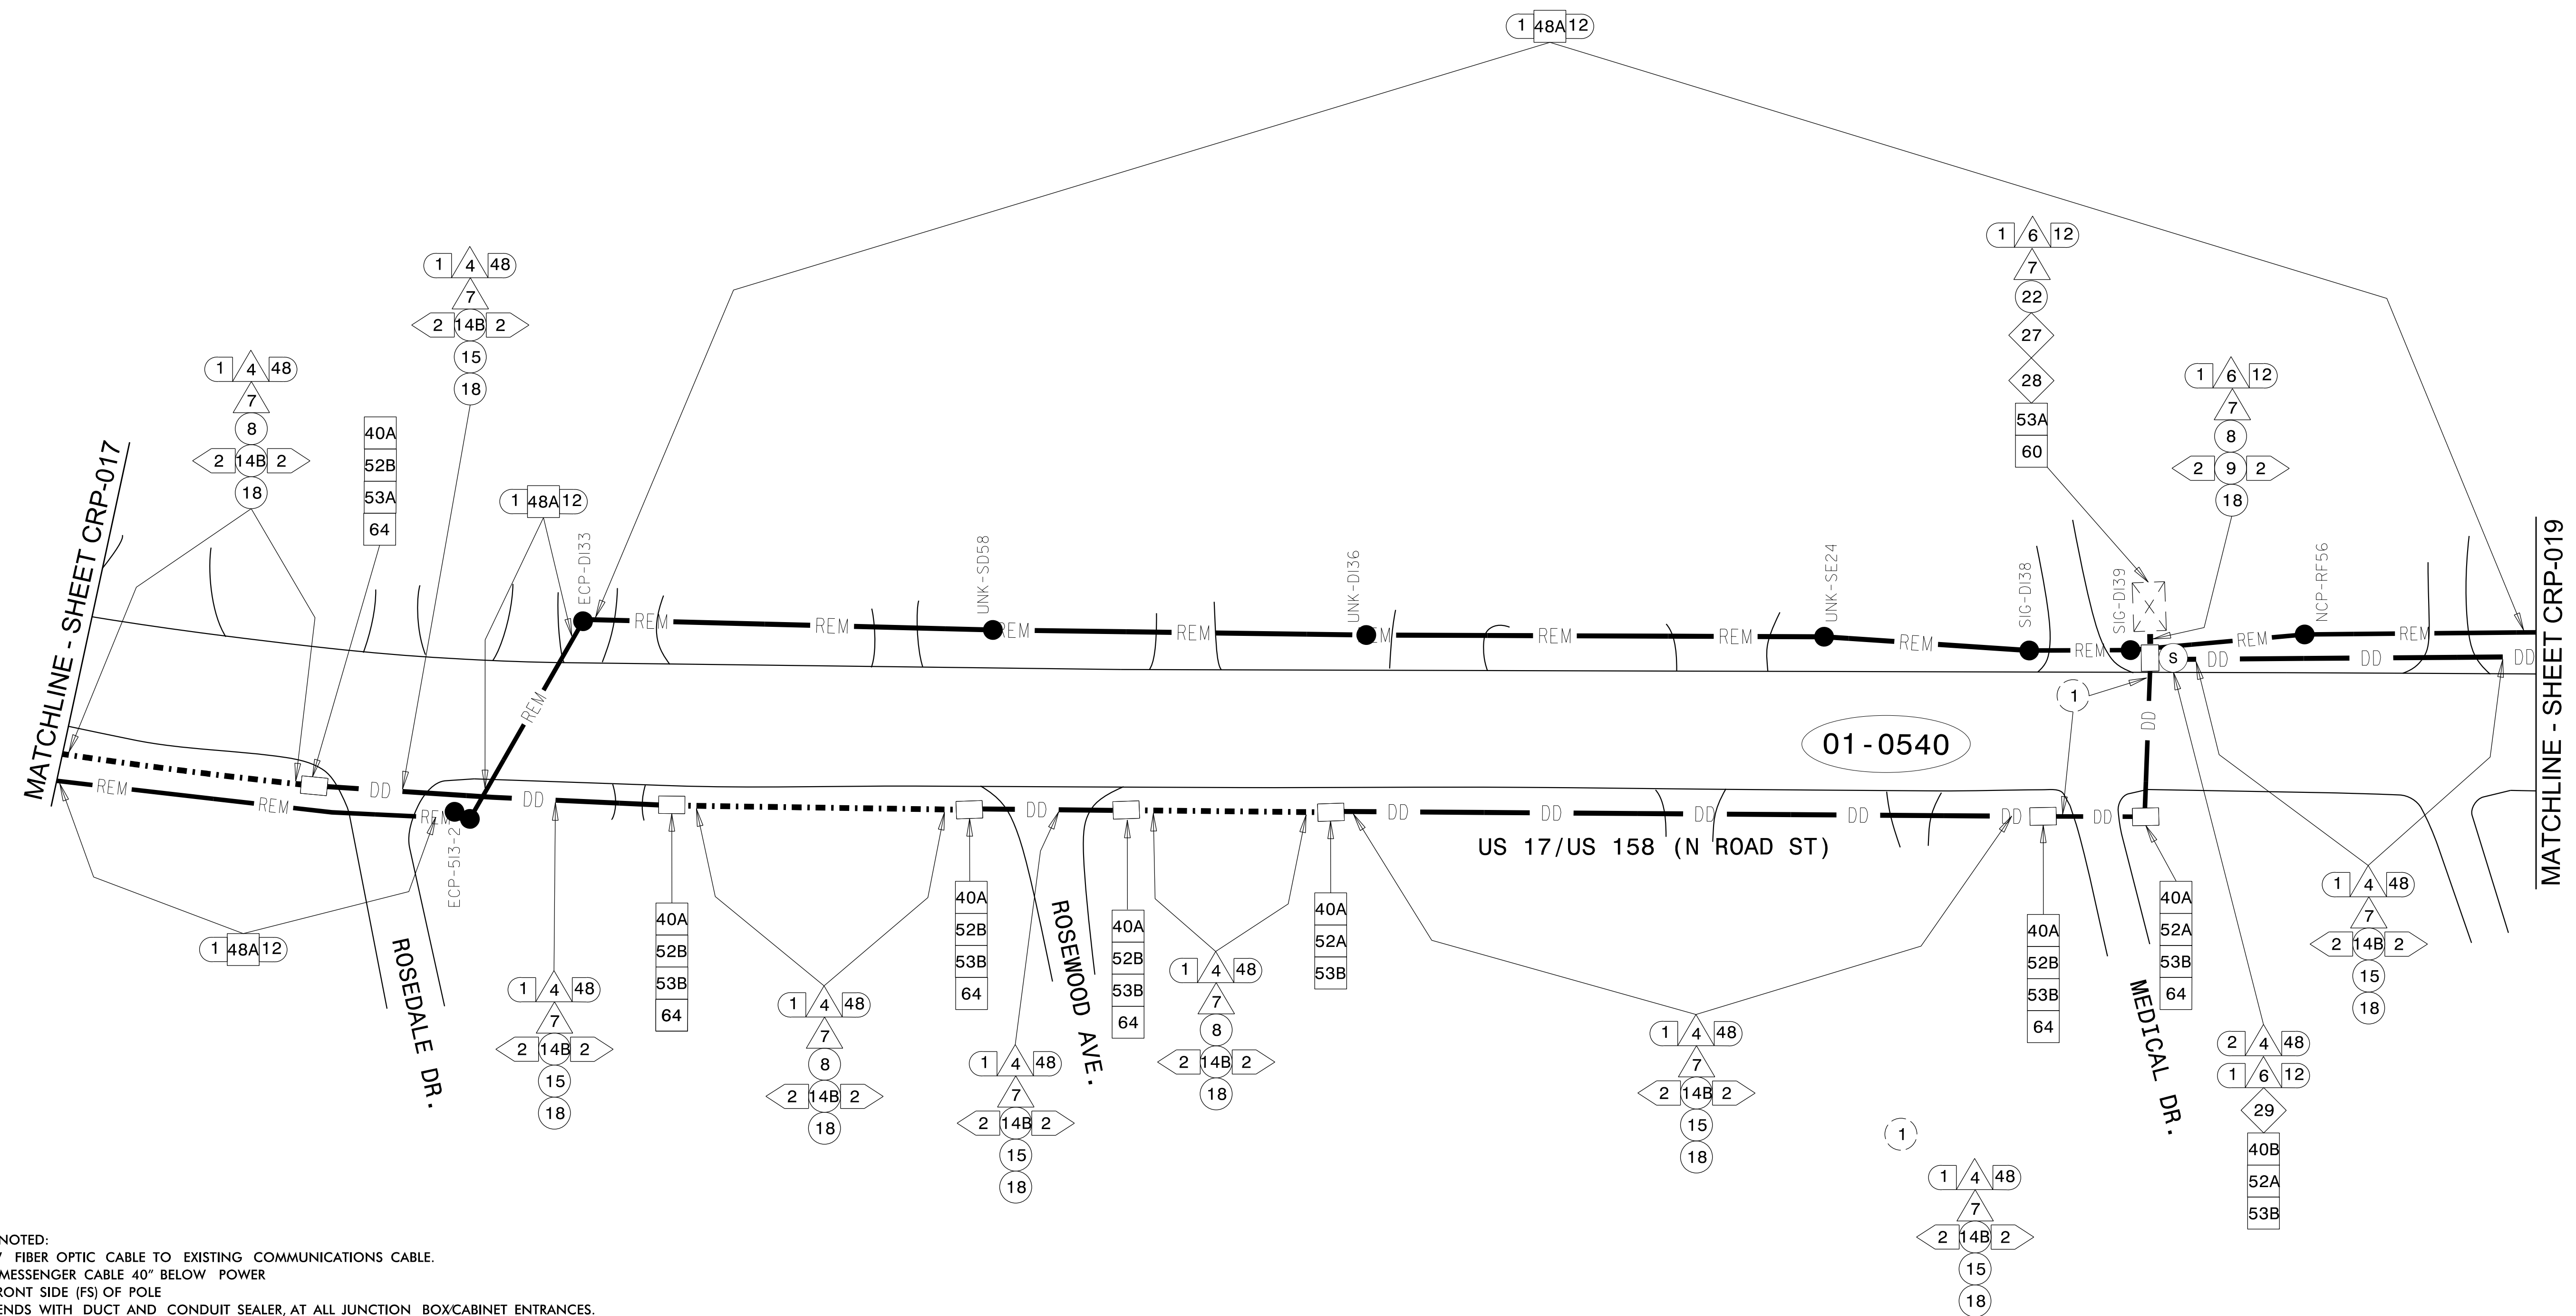 1 48A 12
1 6 12
7
22
27
28
53A
60
1 4 48
7
2 14B 2
15
18
1 4 48
7
8
2 14B 2
18
40A
52B
53A
64
1 6 12
7
8
2 9 2
18
1 48A 12
MATCHLINE - SHEET CRP-017
ECP-DI33
UNK-SD58
UNK-DI36
UNK-SE24
SIG-DI38
SIG-DI39
NCP-RF56
MATCHLINE - SHEET CRP-019
REM
REM
REM
REM
REM
REM
REM
REM
REM
REM
REM
X
S
DD
DD
DD
REM
1
DD
01-0540
REM
REM
REM
ECP-513-2
DD
DD
DD
DD
DD
DD
DD
DD
DD
US 17/US 158 (N ROAD ST)
1 48A 12
ROSEDALE DR.
1 4 48
7
2 14B 2
15
18
40A
52B
53B
64
1 4 48
7
8
2 14B 2
18
40A
52B
53B
64
1 4 48
7
2 14B 2
15
18
ROSEWOOD AVE.
40A
52B
53B
64
1 4 48
7
8
2 14B 2
18
40A
52A
53B
1 4 48
7
2 14B 2
15
18
40A
52B
53B
64
MEDICAL DR.
40A
52A
53B
64
1 4 48
7
2 14B 2
15
18
2 4 48
1 6 12
29
40B
52A
53B
1
1 4 48
7
2 14B 2
15
18
NOTED:
FIBER OPTIC CABLE TO EXISTING COMMUNICATIONS CABLE.
MESSENGER CABLE 40" BELOW POWER
RONT SIDE (FS) OF POLE
ENDS WITH DUCT AND CONDUIT SEALER, AT ALL JUNCTION BOX/CABINET ENTRANCES.